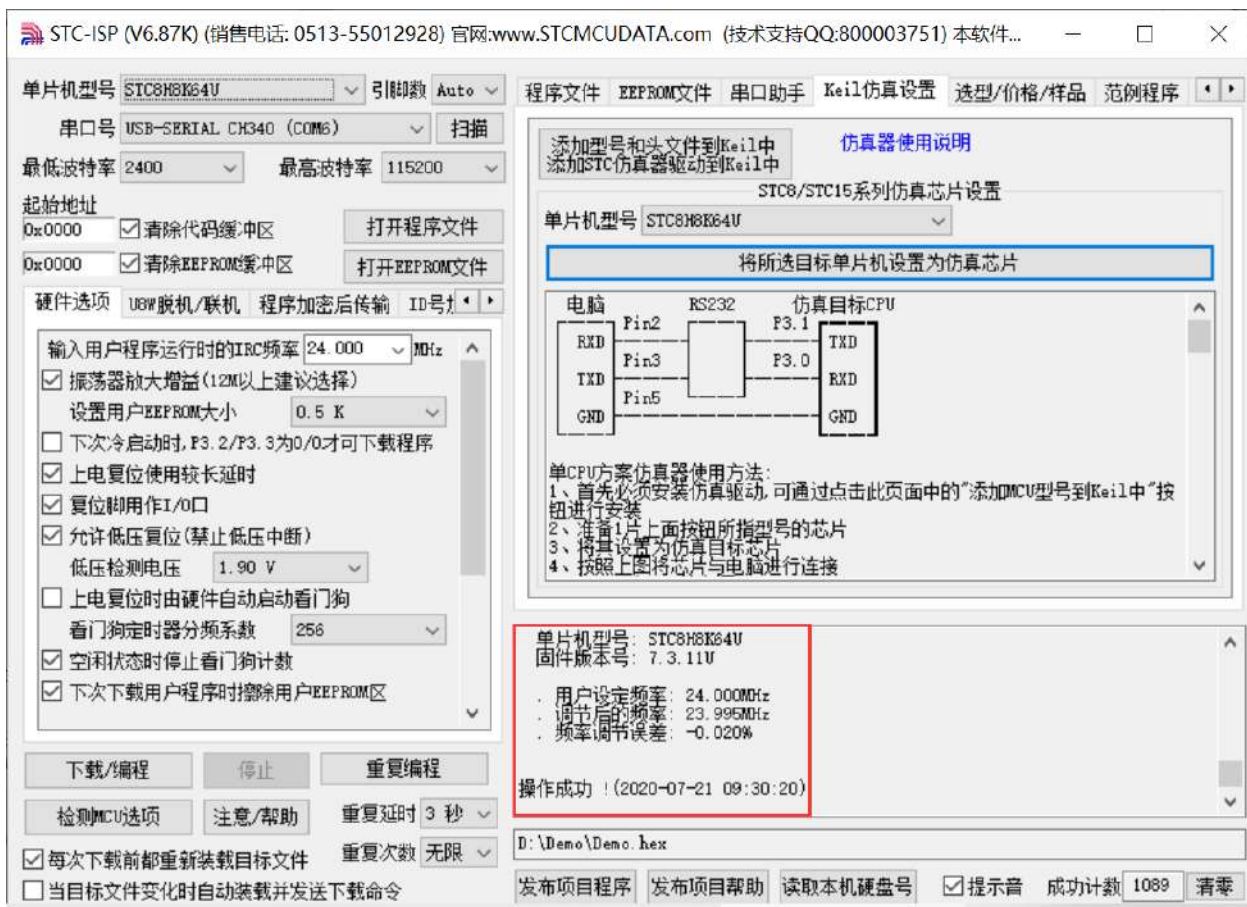 STC-ISP (V6.87K) (销售电话: 0513-55012928) 官网:www.STCMCUDATA.com (技术支持QQ:800003751) 本软件...
单片机型号 STC8H8K64U 引脚数 Auto
串口号 USB-SERIAL CH340 (COM6) 扫描
最低波特率 2400 最高波特率 115200
起始地址
0x0000 清除代码缓冲区 打开程序文件
0x0000 清除EEPROM缓冲区 打开EEPROM文件
硬件选项 U8W脱机/联机 程序加密后传输 ID号
输入用户程序运行时的IRC频率 24.000 MHz
振荡器放大增益(12M以上建议选择)
设置用户EEPROM大小 0.5 K
下次冷启动时,P3.2/P3.3为0/0才可下载程序
上电复位使用较长延时
复位脚用作I/O口
允许低压复位(禁止低压中断)
低压检测电压 1.90 V
上电复位时由硬件自动启动看门狗
看门狗定时器分频系数 256
空闲状态时停止看门狗计数
下次下载用户程序时擦除用户EEPROM区
下载/编程 停止 重复编程
检测MCU选项 注意/帮助 重复延时 3 秒
每次下载前都重新装载目标文件 重复次数 无限
当目标文件变化时自动装载并发送下载命令
程序文件 EEPROM文件 串口助手 Keil仿真设置 选型/价格/样品 范例程序
添加型号和头文件到Keil中 仿真器使用说明
添加STC仿真器驱动到Keil中
STC8/STC15系列仿真芯片设置
单片机型号 STC8H8K64U
将所选目标单片机设置为仿真芯片
电脑 RS232 仿真目标CPU
Pin2 P3.1
RXD TXD
Pin3 P3.0
TXD RXD
Pin5
GND GND
单CPU方案仿真器使用方法:
1、首先必须安装仿真驱动,可通过点击此页面中的"添加MCU型号到Keil中"按
钮进行安装
2、准备1片上面按钮所指型号的芯片
3、将其设置为仿真目标芯片
4、按照上图将芯片与电脑进行连接
单片机型号: STC8H8K64U
固件版本号: 7.3.11U
. 用户设定频率: 24.000MHz
. 调节后的频率: 23.995MHz
. 频率调节误差: -0.020%
操作成功 !(2020-07-21 09:30:20)
D:\Demo\Demo.hex
发布项目程序 发布项目帮助 读取本机硬盘号 提示音 成功计数 1089 清零